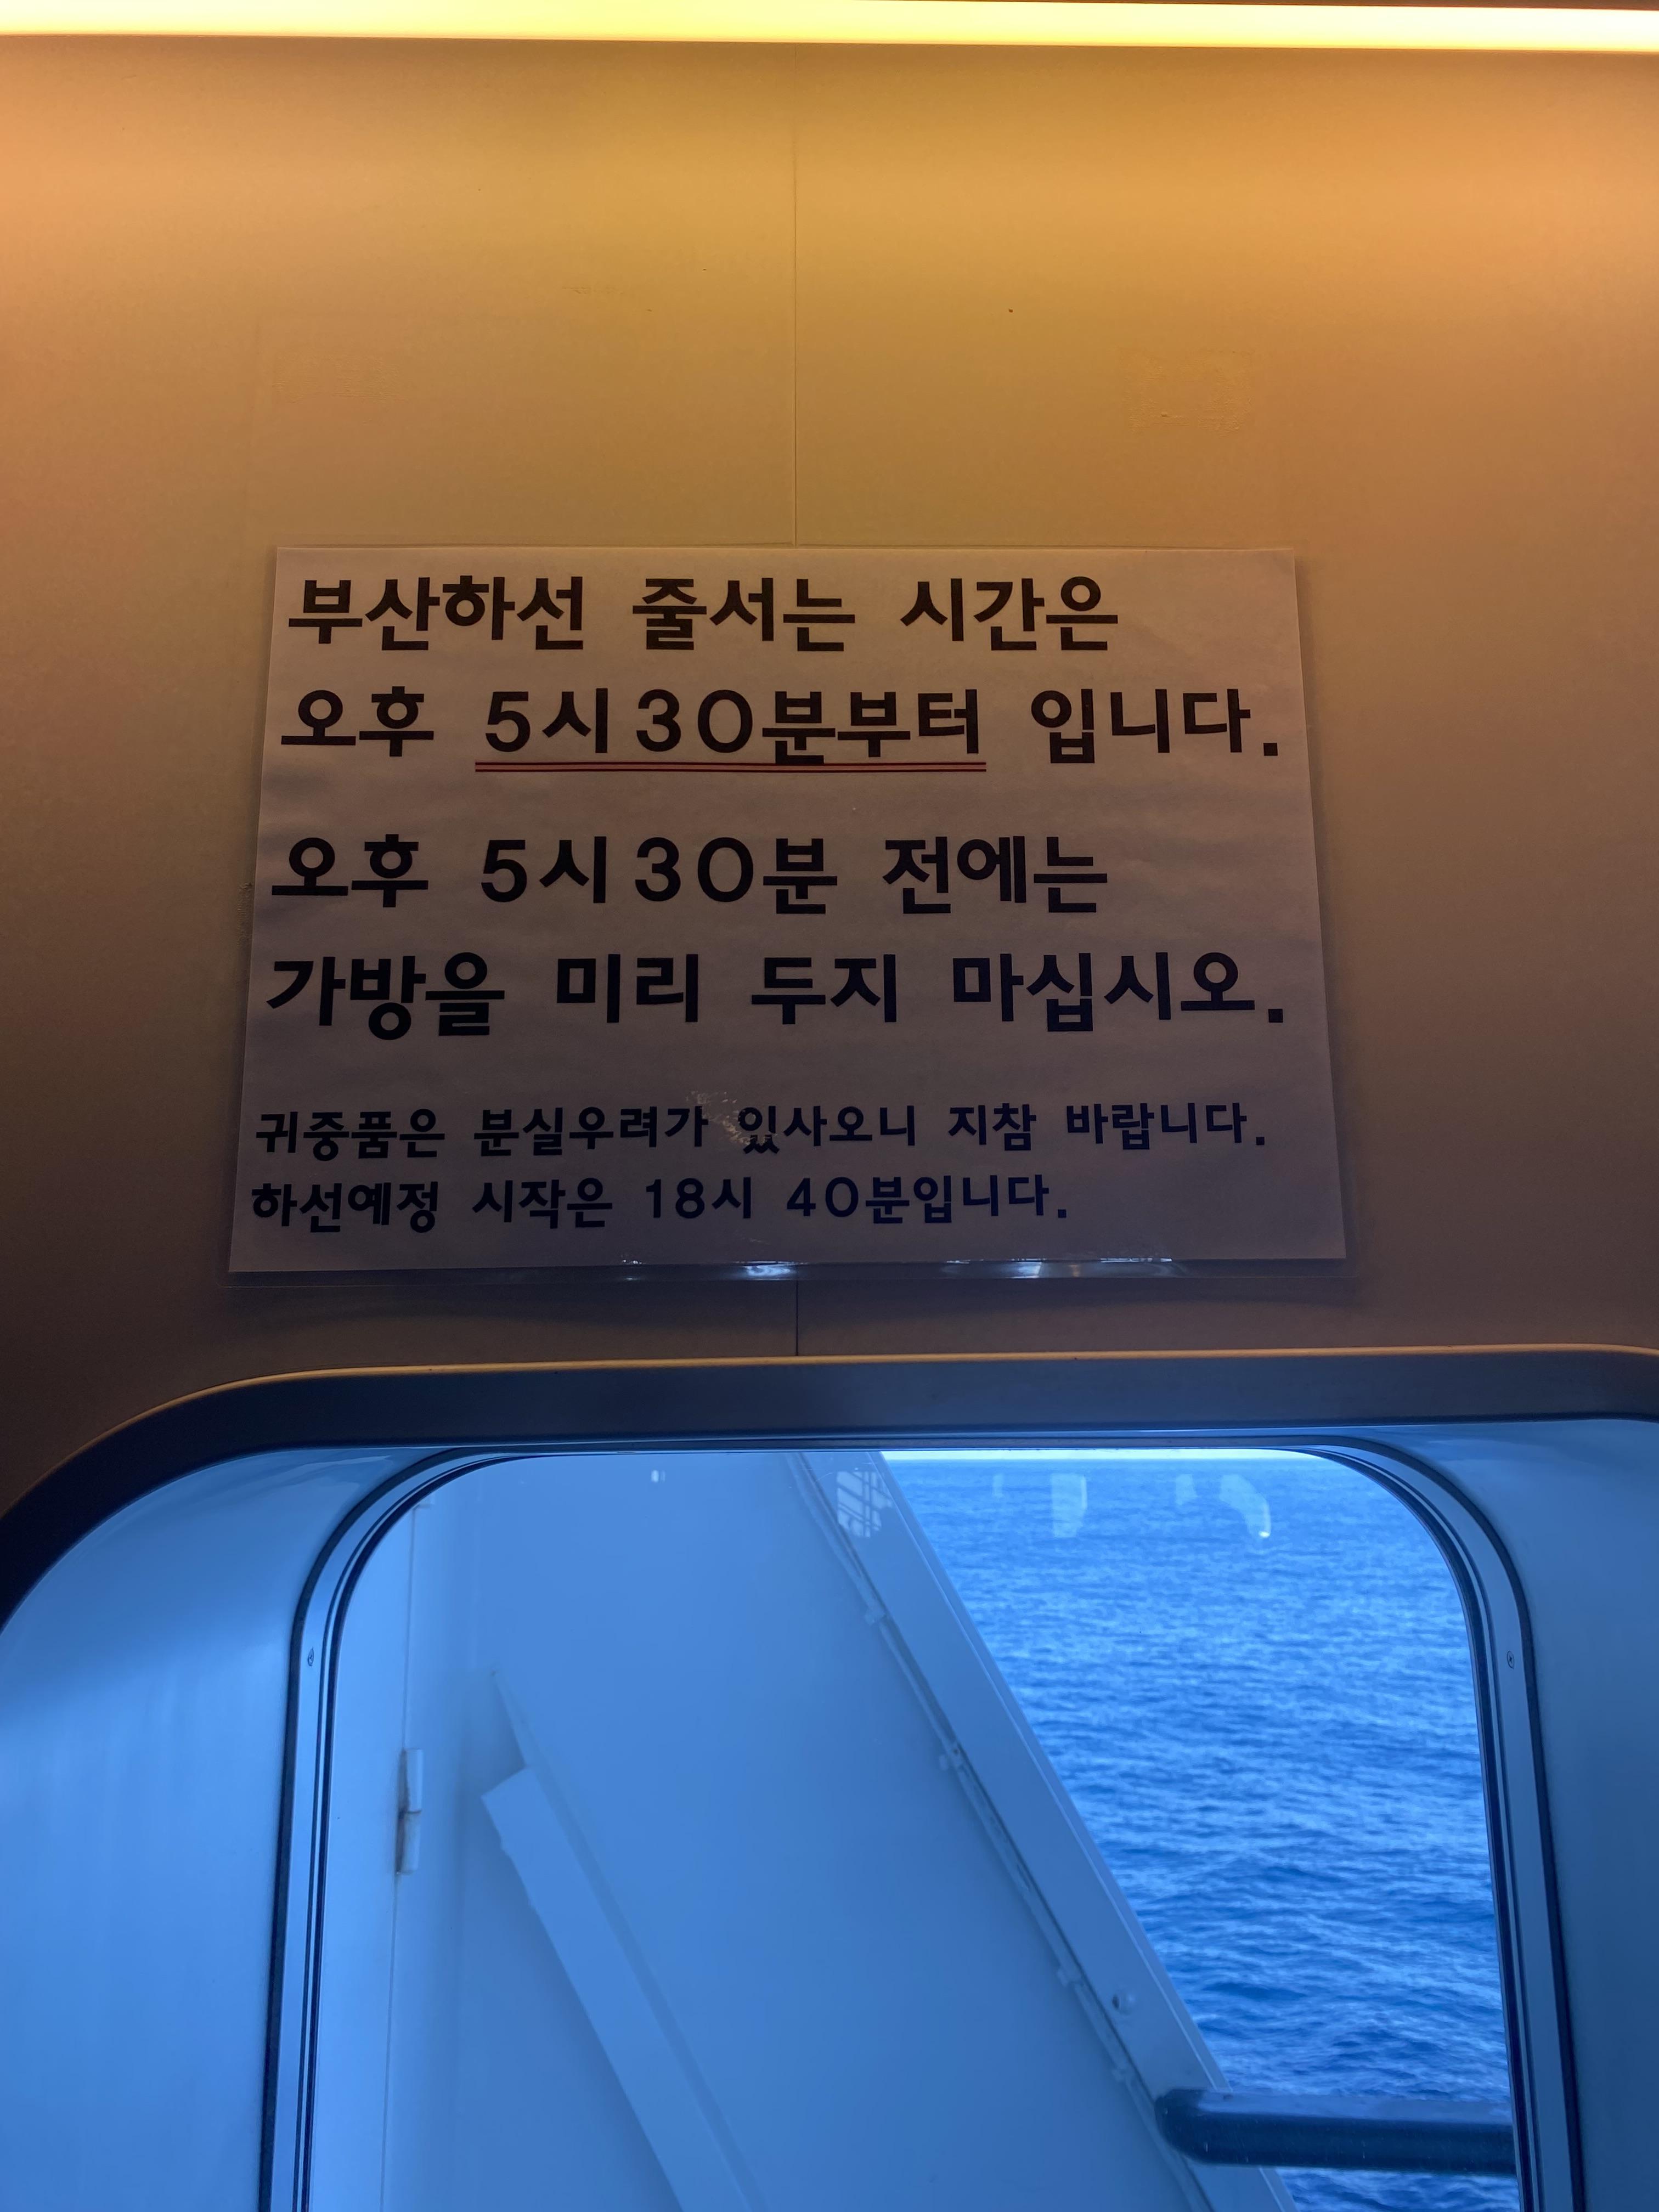 부산하선 줄서는 시간은
오후 5시30분부터 입니다.
오후 5시30분 전에는
가방을 미리 두지 마십시오.
귀중품은 분실우려가 있사오니 지참 바랍니다.
하선예정 시작은 18시 40분입니다.